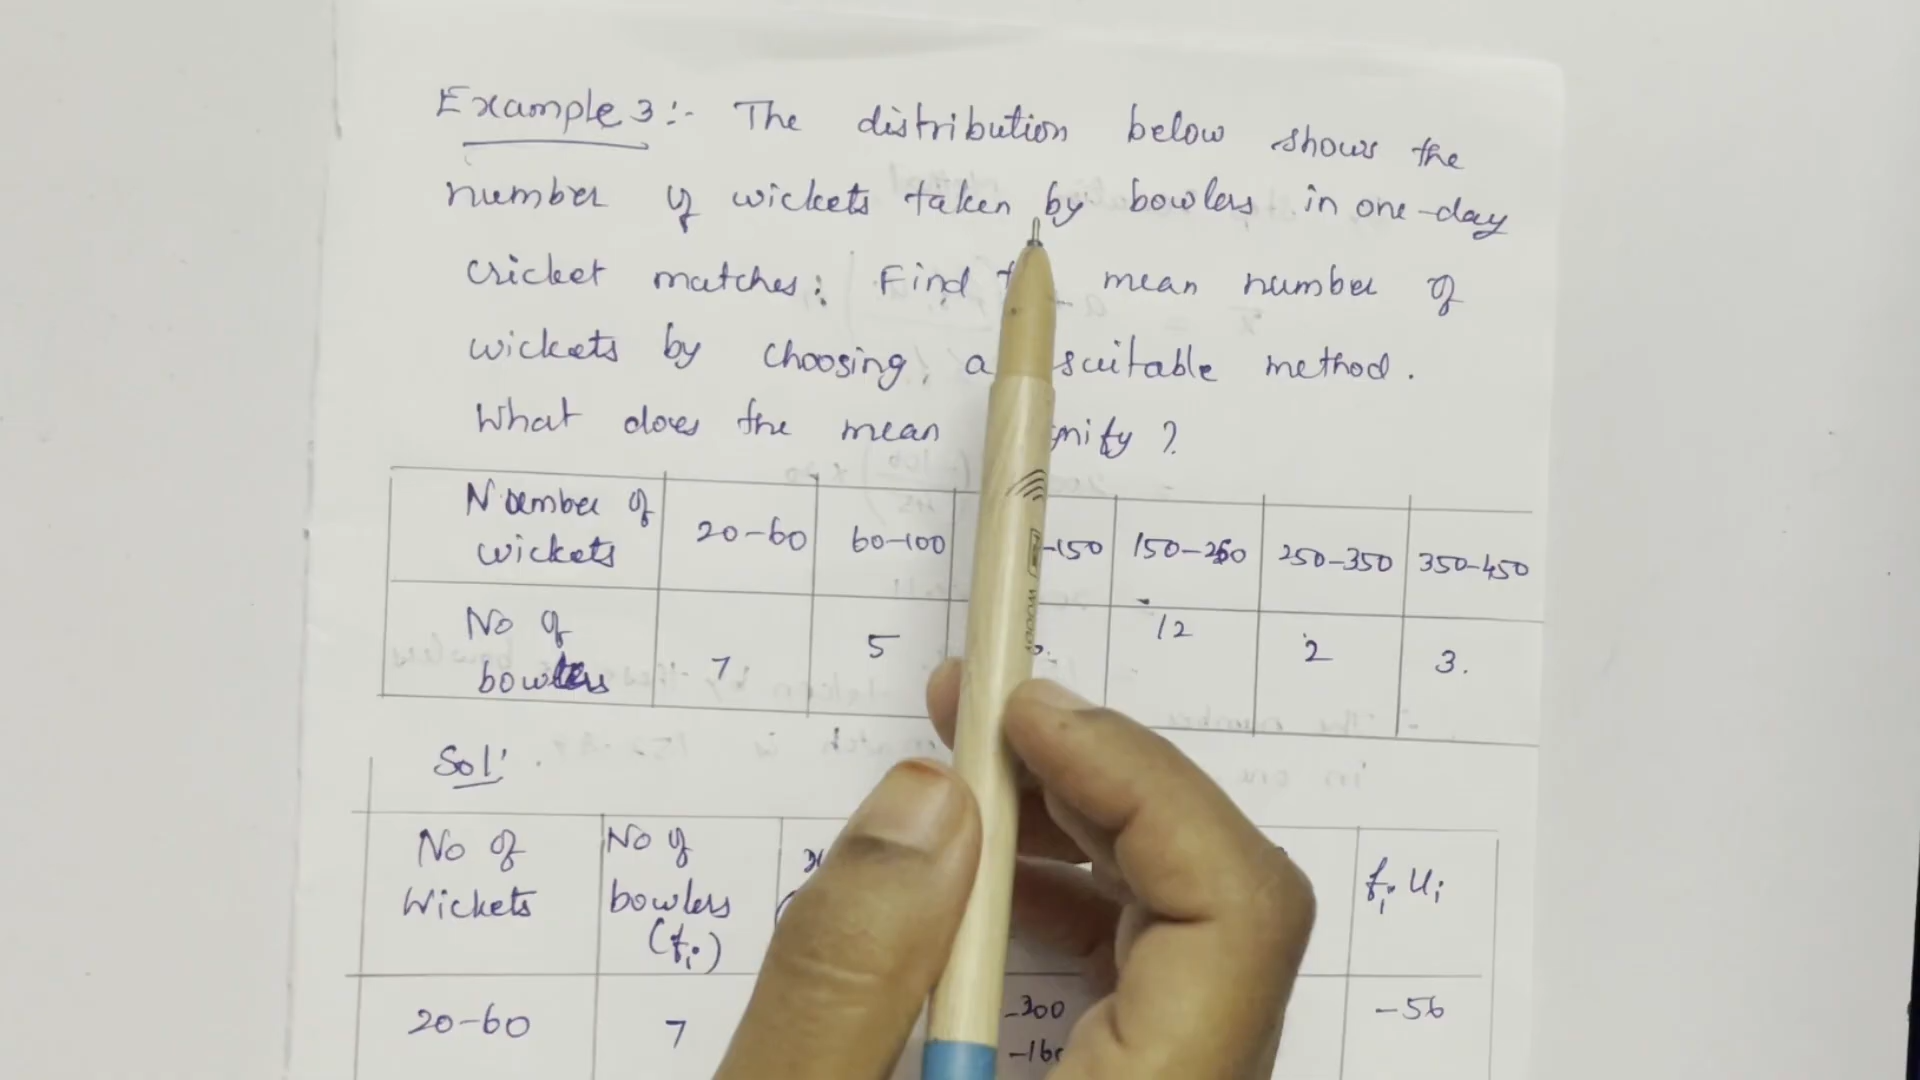 Example 3:- The distribution below shows the
number of wickets taken by bowlers in one-day
cricket matches: Find mean number of
wickets by choosing, a suitable method.
What does the mean ?
Number of wickets 20-60 60-100 -150 150-250 250-350 350-450
No of bowlers 7 5 12 2 3.
Sol'
No of Wickets No of bowlers (fi) fi ui
20-60 7 -300 -56